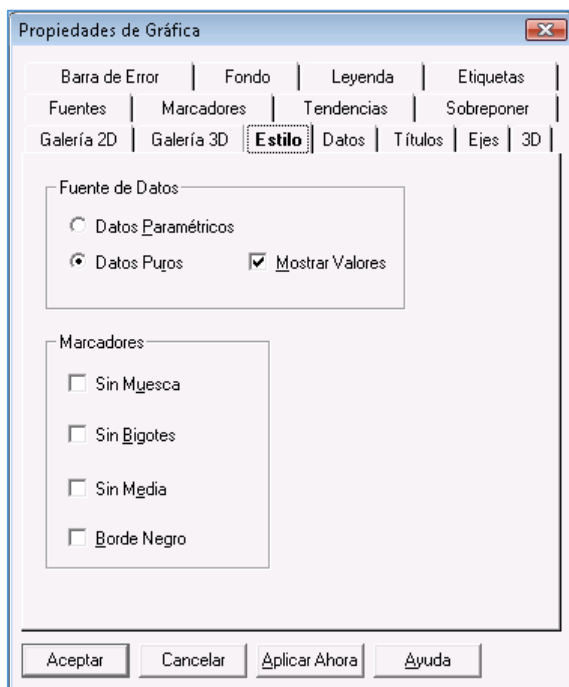 Propiedades de Gráfica
Barra de Error Fondo Leyenda Etiquetas
Fuentes Marcadores Tendencias Sobreponer
Galería 2D Galería 3D Estilo Datos Títulos Ejes 3D
Fuente de Datos
Datos Paramétricos
Datos Puros Mostrar Valores
Marcadores
Sin Muesca
Sin Bigotes
Sin Media
Borde Negro
Aceptar Cancelar Aplicar Ahora Ayuda